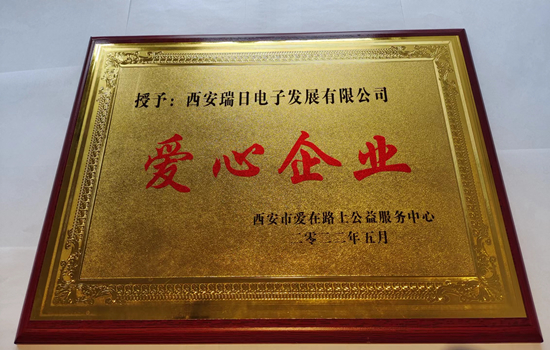 授予：西安瑞日电子发展有限公司
爱心企业
西安市爱在路上公益服务中心
二零二二年五月